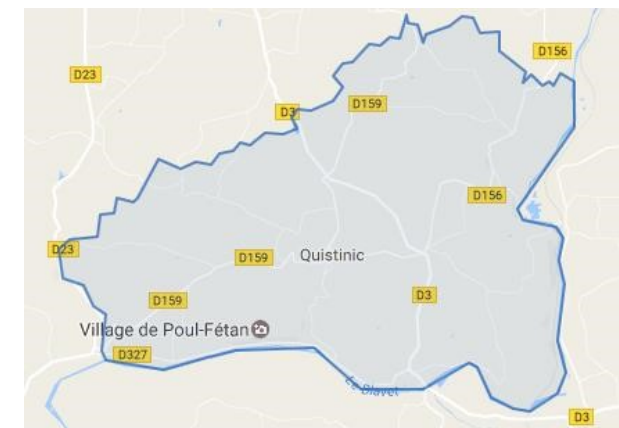 D156
D23
D159
D3
D156
D23
D159
Quistinic
D3
D159
Village de Poul-Fétan
D327
Le Blavet
D3